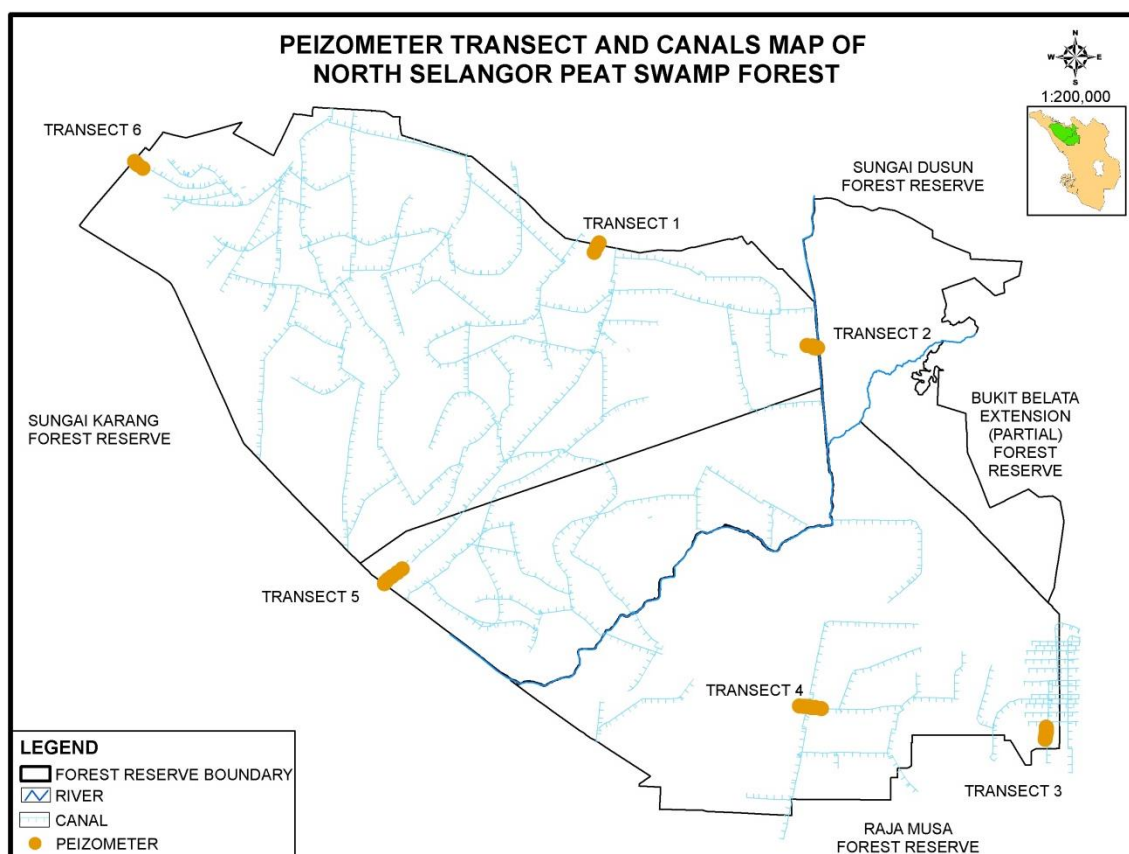 PEIZOMETER TRANSECT AND CANALS MAP OF
NORTH SELANGOR PEAT SWAMP FOREST
N
W E
S
1:200,000
TRANSECT 6
SUNGAI DUSUN
FOREST RESERVE
TRANSECT 1
TRANSECT 2
BUKIT BELATA
EXTENSION
(PARTIAL)
FOREST
RESERVE
SUNGAI KARANG
FOREST RESERVE
TRANSECT 5
TRANSECT 4
TRANSECT 3
RAJA MUSA
FOREST RESERVE
LEGEND
FOREST RESERVE BOUNDARY
RIVER
CANAL
PEIZOMETER